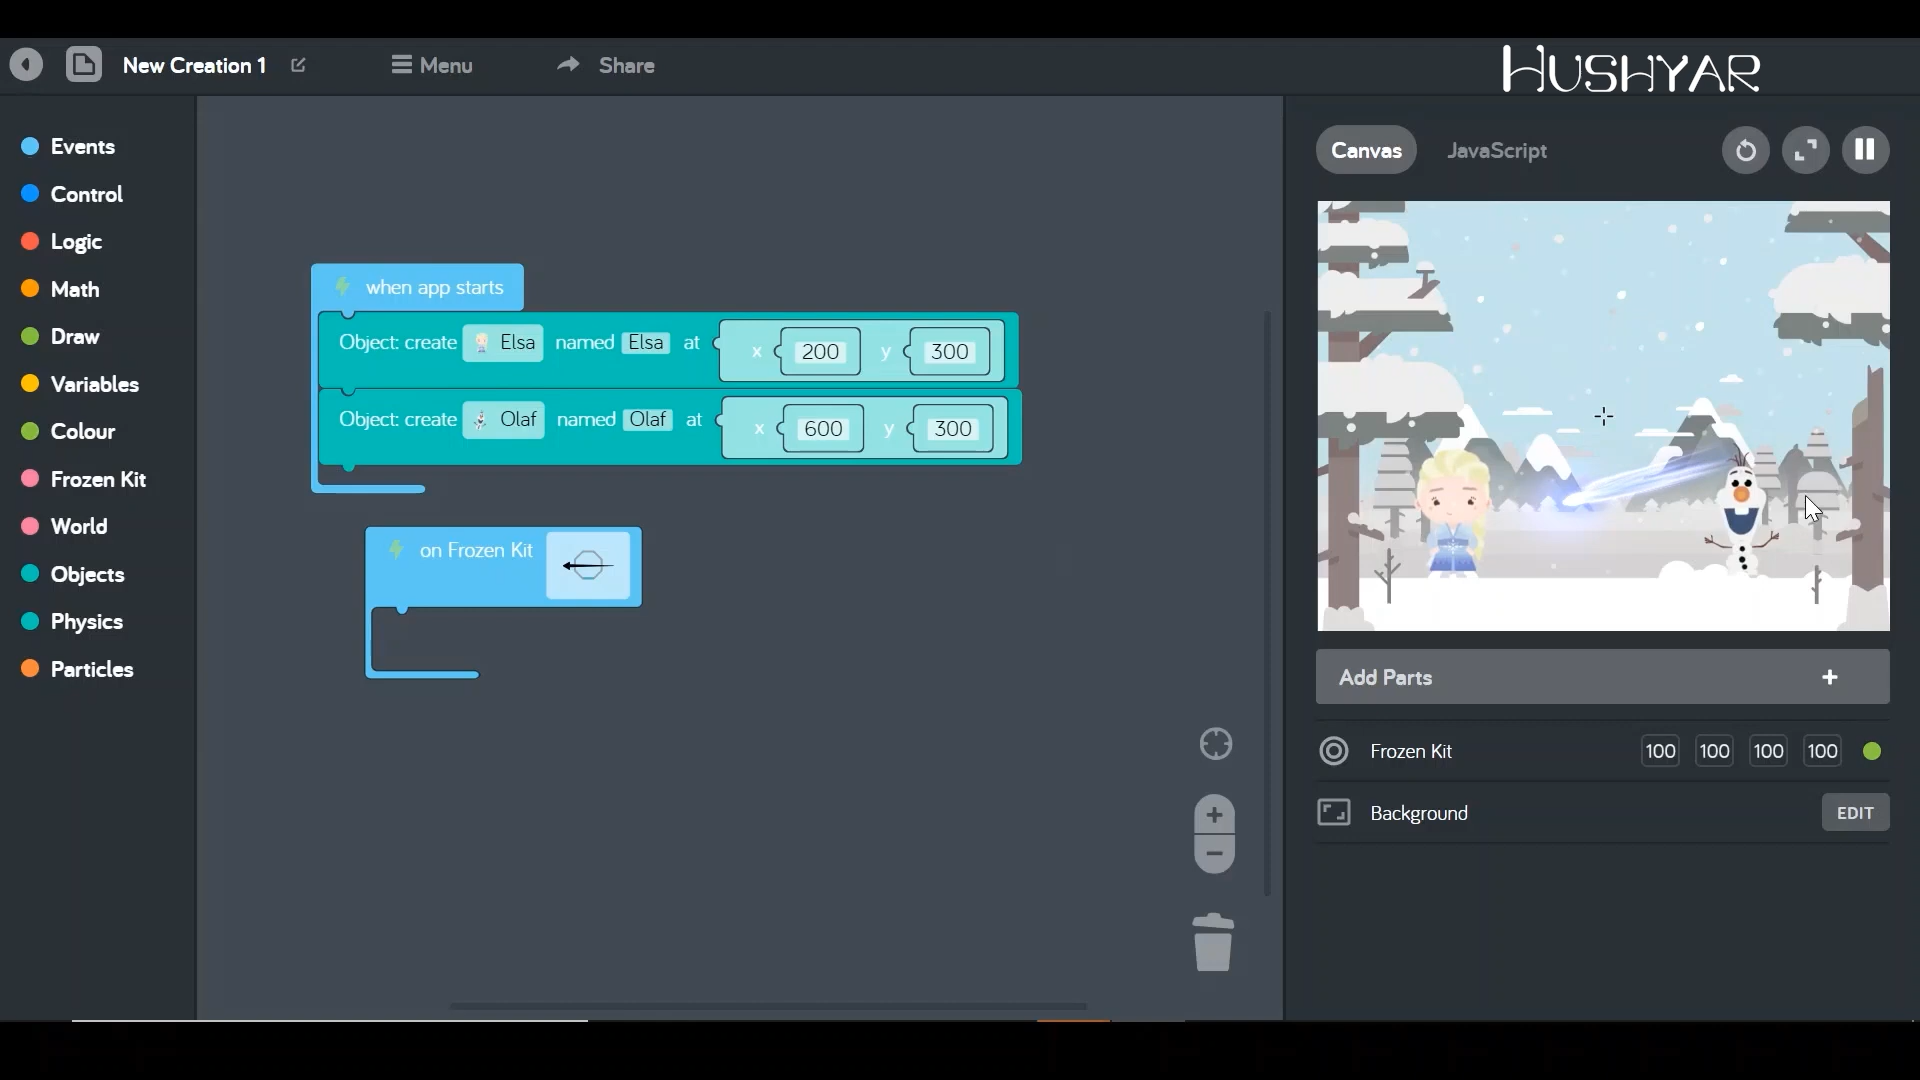 New Creation 1
Menu
Share
HUSHYAR
Events
Control
Logic
Math
Draw
Variables
Colour
Frozen Kit
World
Objects
Physics
Particles
when app starts
Object: create Elsa named Elsa at x 200 y 300
Object: create Olaf named Olaf at x 600 y 300
on Frozen Kit
Canvas
JavaScript
Add Parts +
Frozen Kit 100 100 100 100
Background EDIT